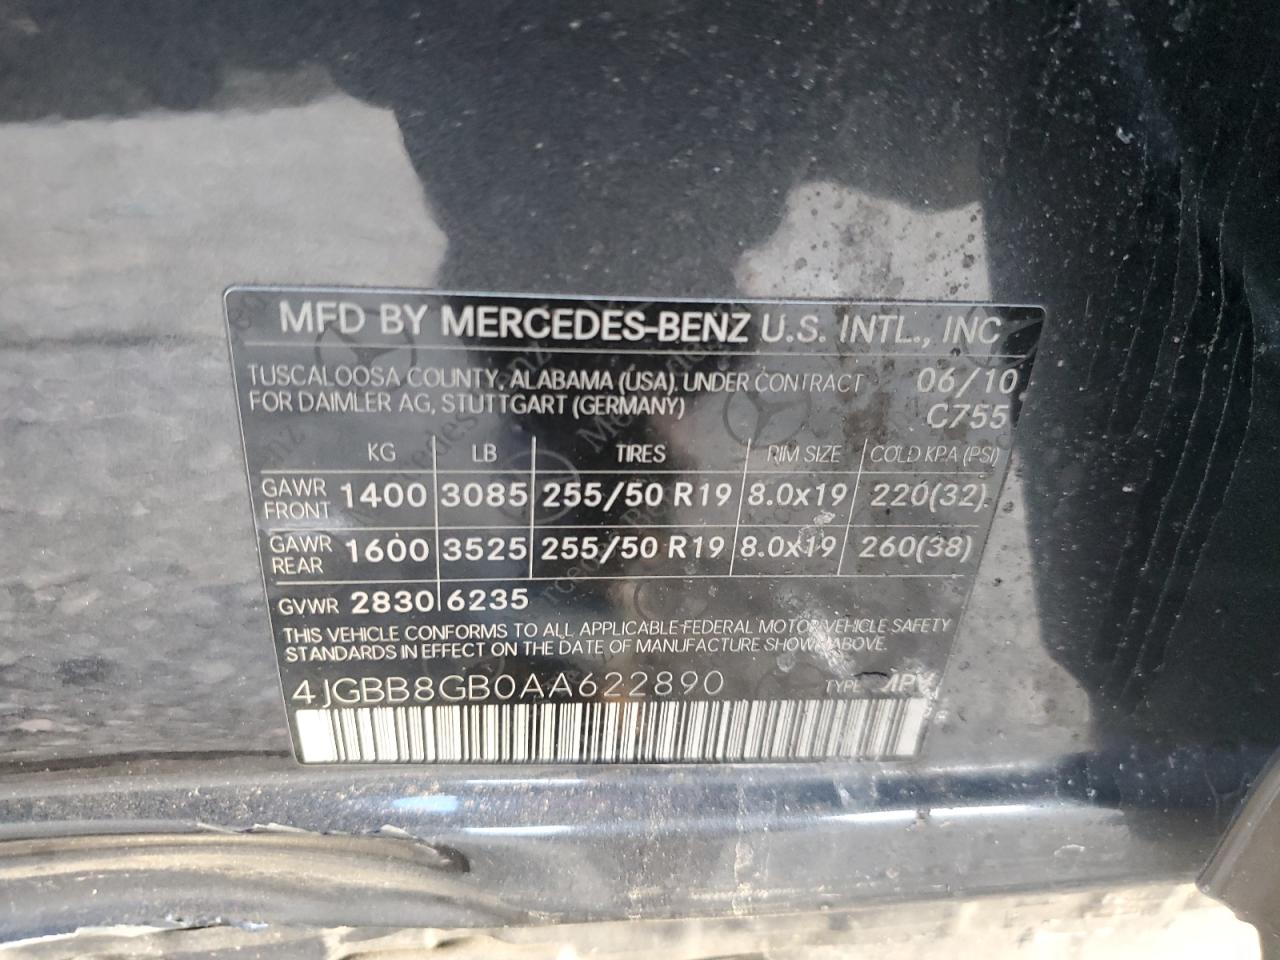 MFD BY MERCEDES-BENZ U.S. INTL., INC
TUSCALOOSA COUNTY, ALABAMA (USA). UNDER CONTRACT 06/10
FOR DAIMLER AG, STUTTGART (GERMANY) C755
KG LB TIRES RIM SIZE COLD KPA (PSI)
GAWR FRONT 1400 3085 255/50 R19 8.0x19 220(32)
GAWR REAR 1600 3525 255/50 R19 8.0x19 260(38)
GVWR 2830 6235
THIS VEHICLE CONFORMS TO ALL APPLICABLE FEDERAL MOTOR VEHICLE SAFETY
STANDARDS IN EFFECT ON THE DATE OF MANUFACTURE SHOWN ABOVE.
4JGBB8GB0AA622890 TYPE MPV